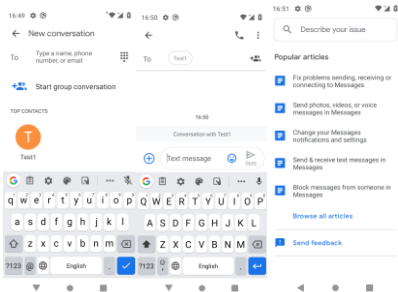 16:49
New conversation
To
Type a name, phone
number, or email
Start group conversation
TOP CONTACTS
T
Test1
q w e r t y u i o p
a s d f g h j k l
z x c v b n m
?123 @ English .
16:50
To Test1
16:50
Conversation with Test1
Text message
SMS
Q W E R T Y U I O P
A S D F G H J K L
Z X C V B N M
?123 , English .
16:51
Describe your issue
Popular articles
Fix problems sending, receiving or
connecting to Messages
Send photos, videos, or voice
messages in Messages
Change your Messages
notifications and settings
Send & receive text messages in
Messages
Block messages from someone in
Messages
Browse all articles
Send feedback